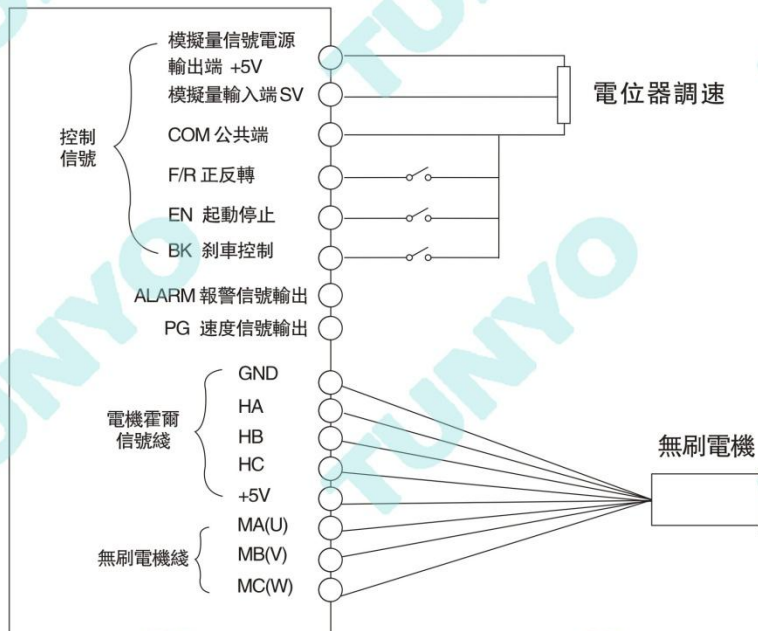 模擬量信號電源
輸出端 +5V
模擬量輸入端SV
電位器調速
控制
信號
COM 公共端
F/R 正反轉
EN 起動停止
BK 刹車控制
ALARM 報警信號輸出
PG 速度信號輸出
GND
HA
電機霍爾
信號綫
HB
HC
+5V
無刷電機
MA(U)
無刷電機綫
MB(V)
MC(W)
TUNYO
TUNYO
TUNYO